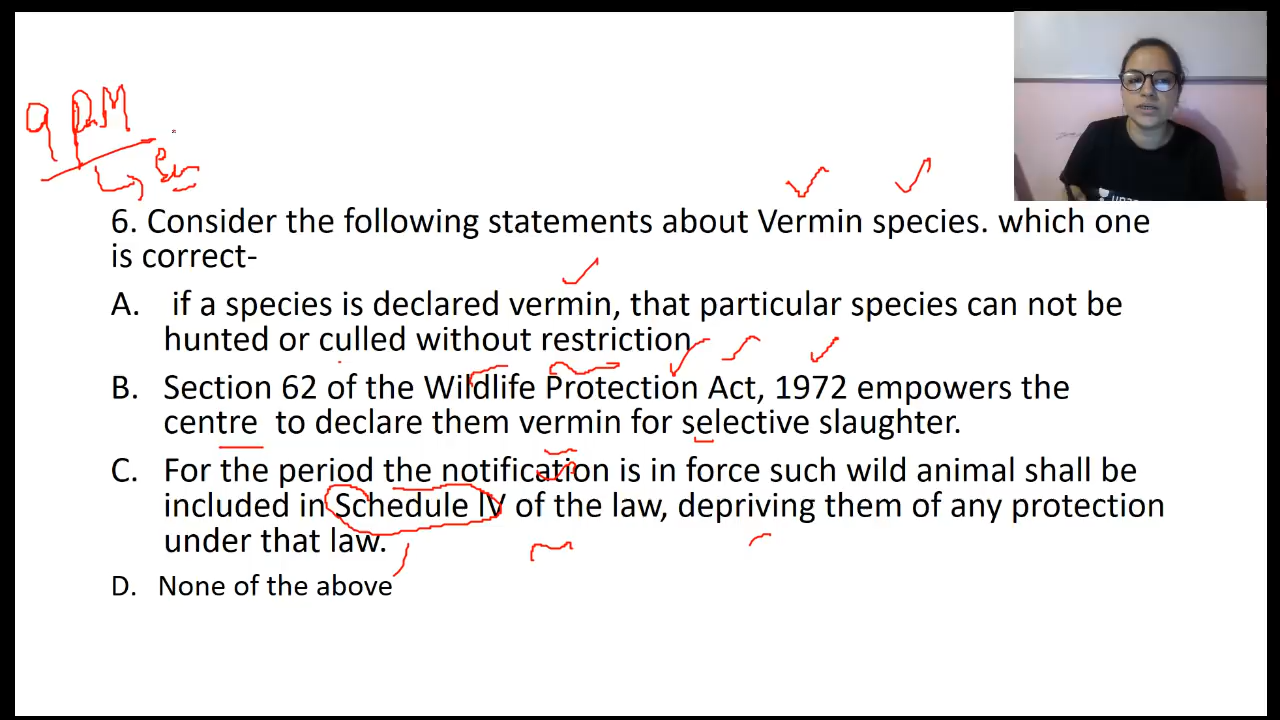 9 PM
6. Consider the following statements about Vermin species. which one
is correct-
A. if a species is declared vermin, that particular species can not be
hunted or culled without restriction
B. Section 62 of the Wildlife Protection Act, 1972 empowers the
centre to declare them vermin for selective slaughter.
C. For the period the notification is in force such wild animal shall be
included in Schedule IV of the law, depriving them of any protection
under that law.
D. None of the above